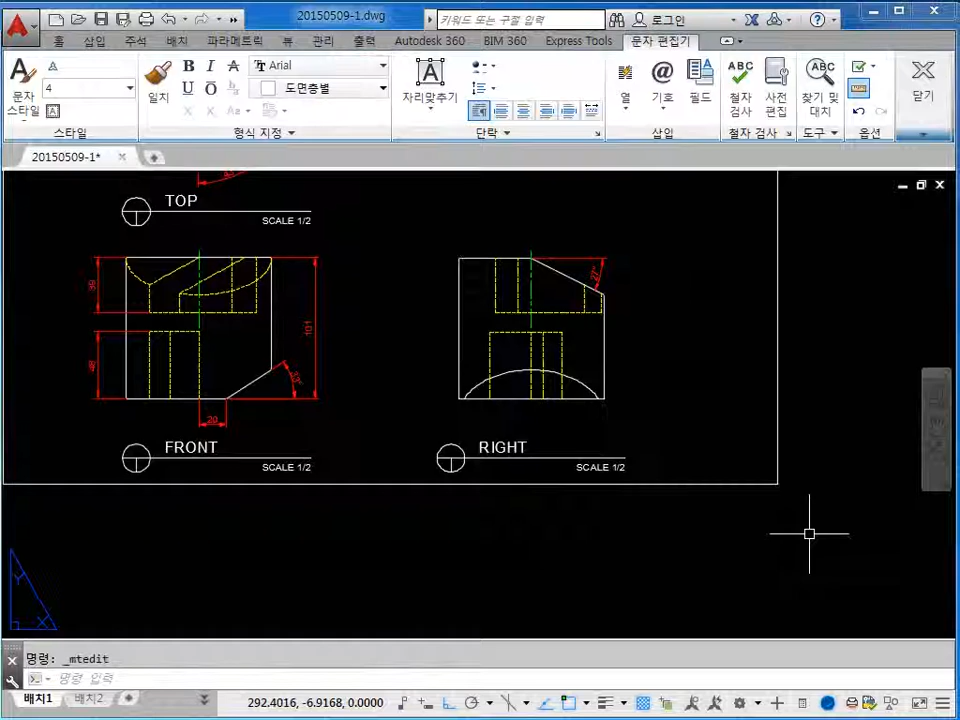 20150509-1.dwg
키워드 또는 구절 입력
로그인
홈 삽입 주석 배치 파라메트릭 뷰 관리 출력 Autodesk 360 BIM 360 Express Tools 문자 편집기
문자
스타일
4
스타일
일치
B I A Arial
U O 도면층별
형식 지정
자리맞추기
단락
열
기호
필드
삽입
ABC
철자
검사
사전
편집
철자 검사
ABC
찾기 및
대치
도구
옵션
닫기
20150509-1*
TOP
SCALE 1/2
39
48
101
33°
20
27°
FRONT
SCALE 1/2
RIGHT
SCALE 1/2
Y
X
명령: _mtedit
명령 입력
배치1 배치2
292.4016, -6.9168, 0.0000